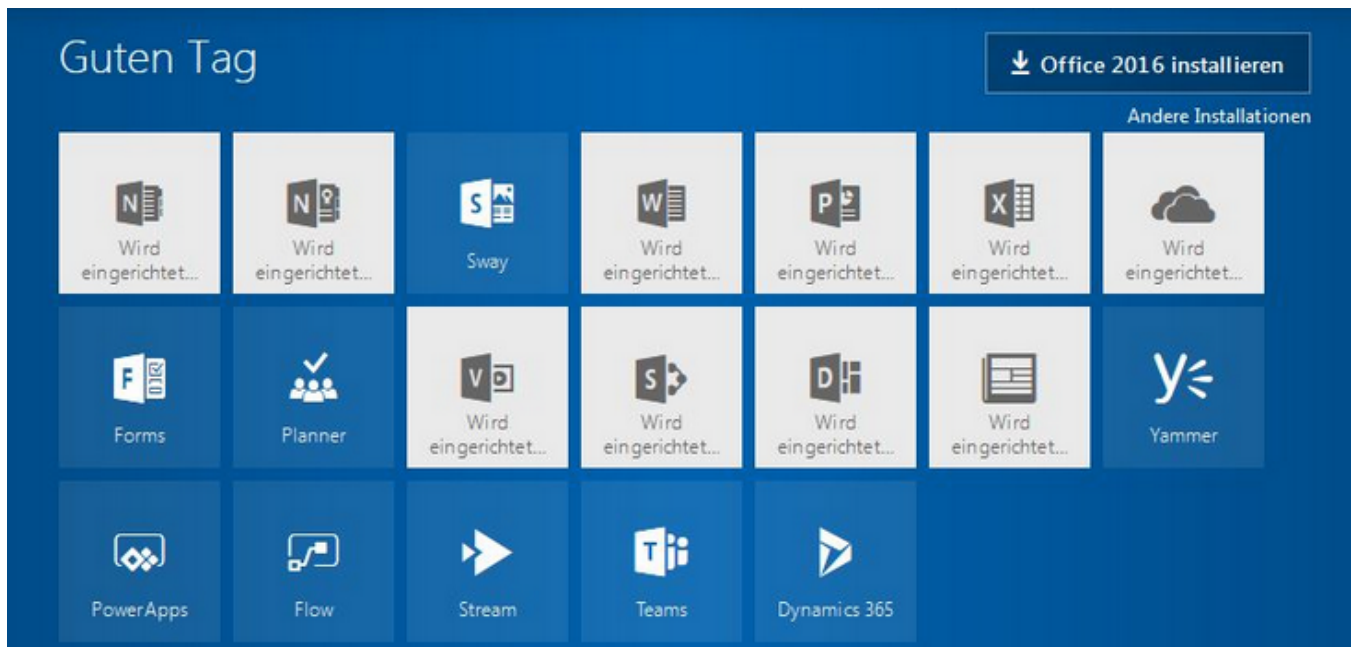 Guten Tag
Office 2016 installieren
Andere Installationen
N N S W P X
Wird Wird Sway Wird Wird Wird Wird
eingerichtet... eingerichtet... eingerichtet... eingerichtet... eingerichtet... eingerichtet...
F V S D
Forms Planner Wird Wird Wird Wird Yammer
eingerichtet... eingerichtet... eingerichtet... eingerichtet...
T
PowerApps Flow Stream Teams Dynamics 365